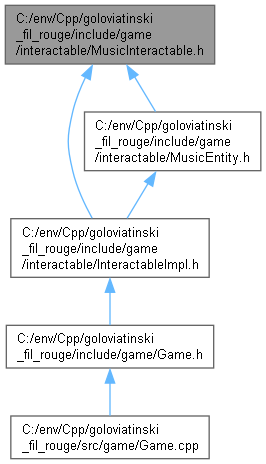 C:/env/Cpp/goloviatinski
_fil_rouge/include/game
/interactable/MusicInteractable.h
C:/env/Cpp/goloviatinski
_fil_rouge/include/game
/interactable/MusicEntity.h
C:/env/Cpp/goloviatinski
_fil_rouge/include/game
/interactable/InteractableImpl.h
C:/env/Cpp/goloviatinski
_fil_rouge/include/game/Game.h
C:/env/Cpp/goloviatinski
_fil_rouge/src/game/Game.cpp